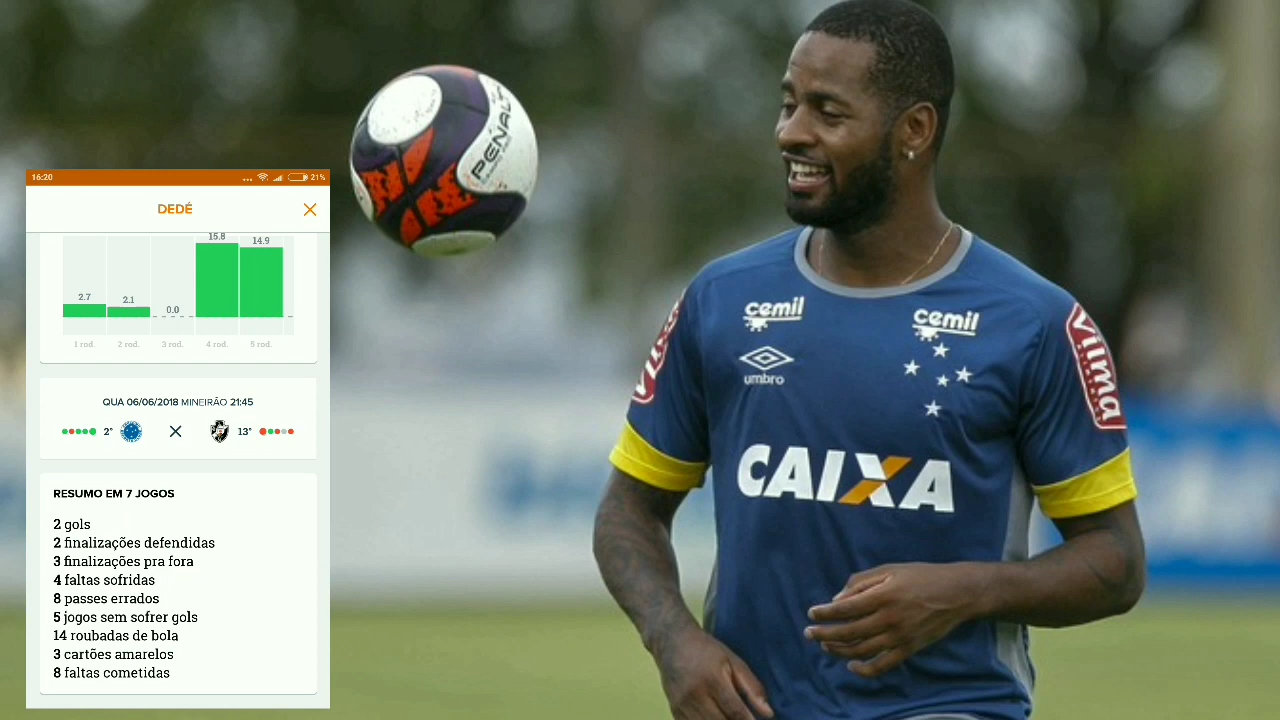 16:20
21%
DEDÉ
15.8
14.9
2.7
2.1
0.0
1 rod.
2 rod.
3 rod.
4 rod.
5 rod.
QUA 06/06/2018 MINEIRÃO 21:45
2° 13°
RESUMO EM 7 JOGOS
2 gols
2 finalizações defendidas
3 finalizações pra fora
4 faltas sofridas
8 passes errados
5 jogos sem sofrer gols
14 roubadas de bola
3 cartões amarelos
8 faltas cometidas
PENALTY
cemil
cemil
umbro
Vilma
CAIXA